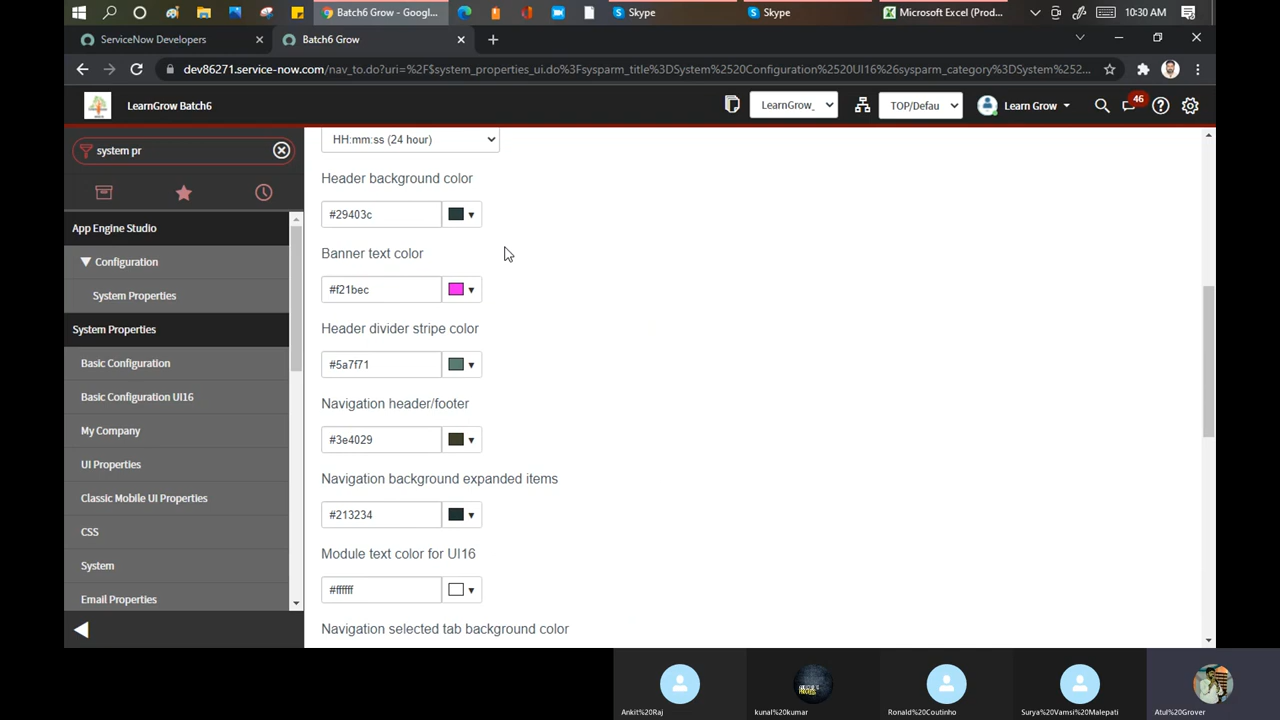 Batch6 Grow - Googl...
Skype
Skype
Microsoft Excel (Prod...
10:30 AM
ServiceNow Developers
Batch6 Grow
dev86271.service-now.com/nav_to.do?uri=%2F$system_properties_ui.do%3Fsysparm_title%3DSystem%2520Configuration%2520UI16%26sysparm_category%3DSystem%252...
LearnGrow Batch6
LearnGrow_
TOP/Defau
Learn Grow
46
system pr
App Engine Studio
Configuration
System Properties
System Properties
Basic Configuration
Basic Configuration UI16
My Company
UI Properties
Classic Mobile UI Properties
CSS
System
Email Properties
HH:mm:ss (24 hour)
Header background color
#29403c
Banner text color
#f21bec
Header divider stripe color
#5a7f71
Navigation header/footer
#3e4029
Navigation background expanded items
#213234
Module text color for UI16
#ffffff
Navigation selected tab background color
Ankit%20Raj
kunal%20kumar
Ronald%20Coutinho
Surya%20Vamsi%20Malepati
Atul%20Grover